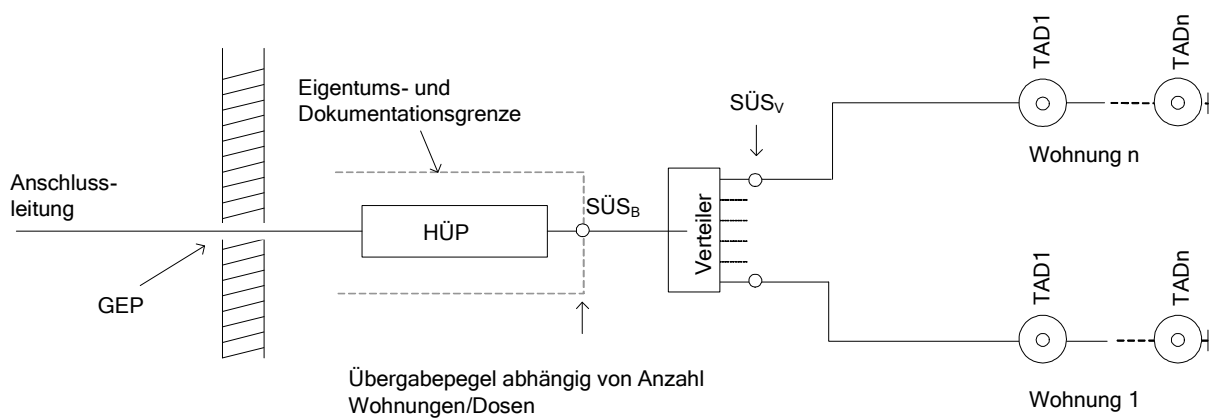 TAD1
TADn
Eigentums- und
Dokumentationsgrenze
SÜSV
Wohnung n
Anschluss-
leitung
SÜSB
HÜP
Verteiler
GEP
TAD1
TADn
Übergabepegel abhängig von Anzahl
Wohnungen/Dosen
Wohnung 1